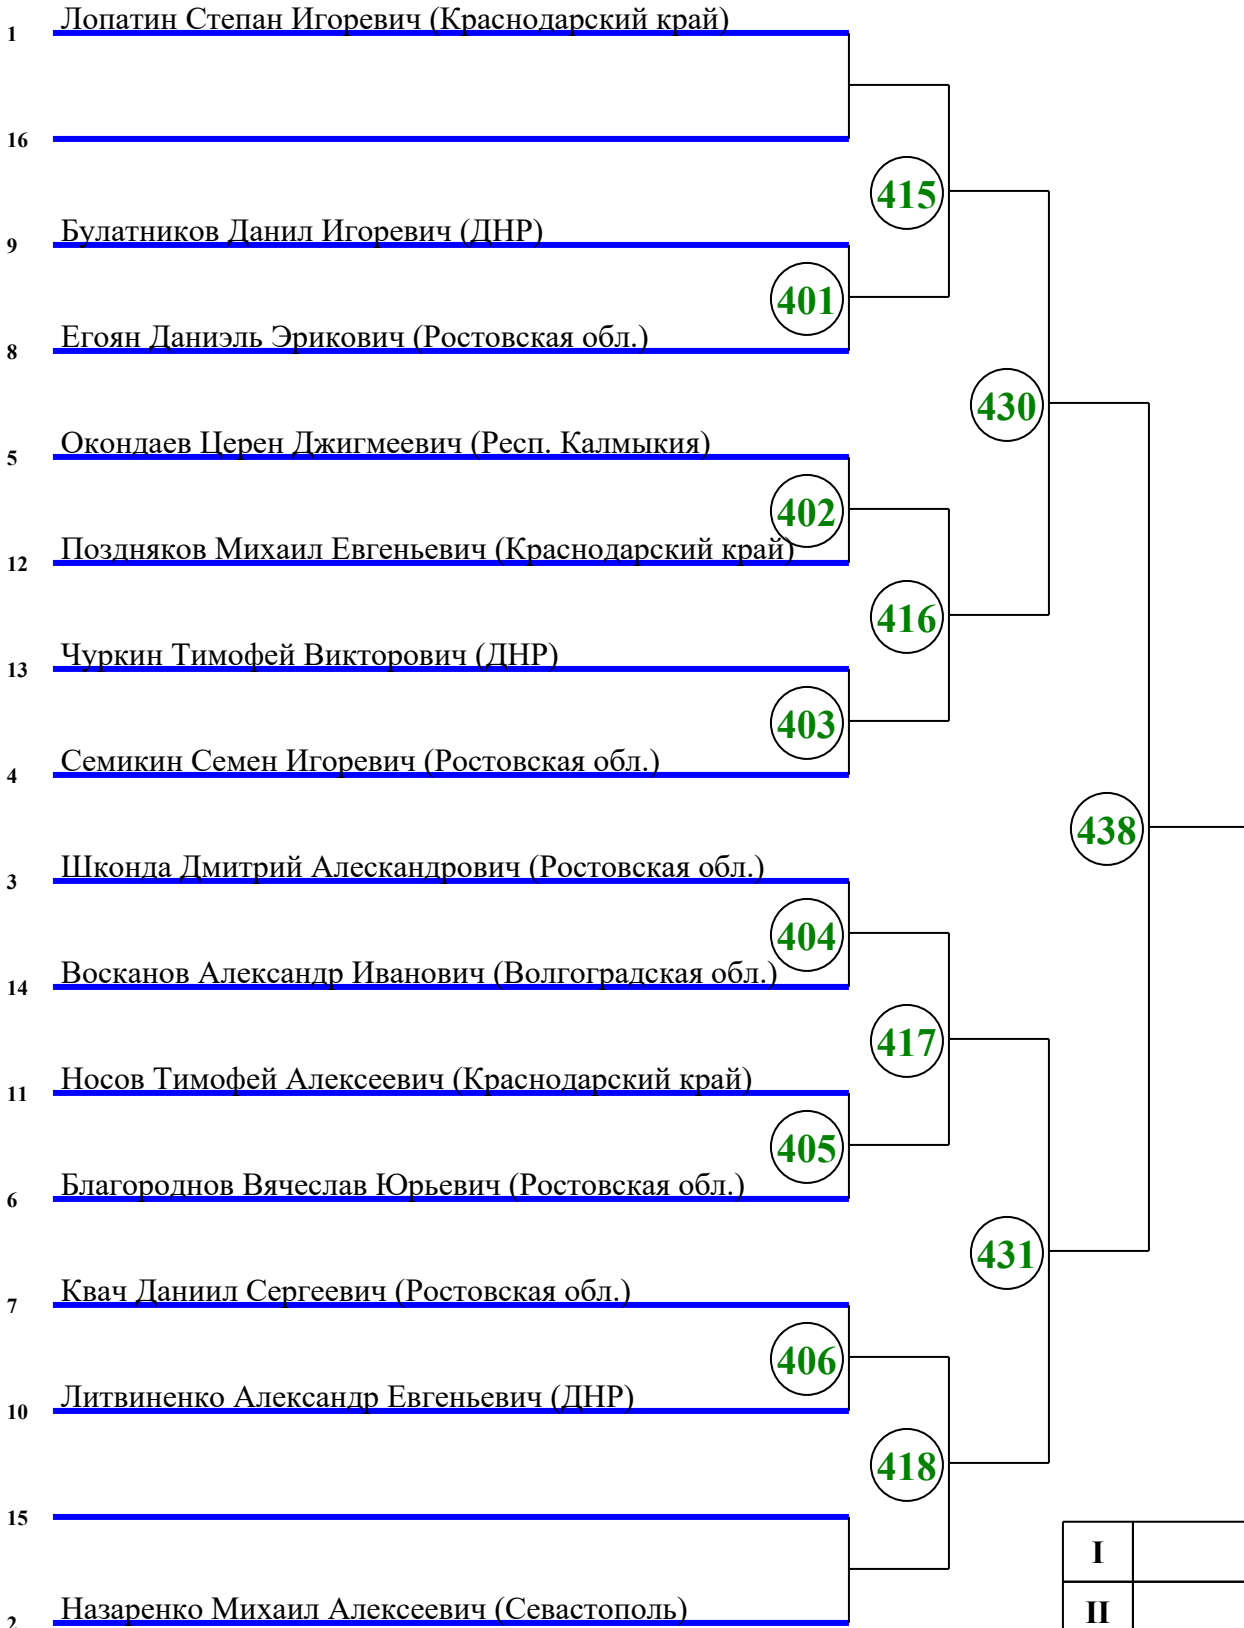 1 Лопатин Степан Игоревич (Краснодарский край)
16
415
9 Булатников Данил Игоревич (ДНР)
401
8 Егоян Даниэль Эрикович (Ростовская обл.)
430
5 Окондаев Церен Джигмеевич (Респ. Калмыкия)
402
12 Поздняков Михаил Евгеньевич (Краснодарский край)
416
13 Чуркин Тимофей Викторович (ДНР)
403
4 Семикин Семен Игоревич (Ростовская обл.)
438
3 Шконда Дмитрий Алескандрович (Ростовская обл.)
404
14 Восканов Александр Иванович (Волгоградская обл.)
417
11 Носов Тимофей Алексеевич (Краснодарский край)
405
6 Благороднов Вячеслав Юрьевич (Ростовская обл.)
431
7 Квач Даниил Сергеевич (Ростовская обл.)
406
10 Литвиненко Александр Евгеньевич (ДНР)
418
15
I
2 Назаренко Михаил Алексеевич (Севастополь)
II